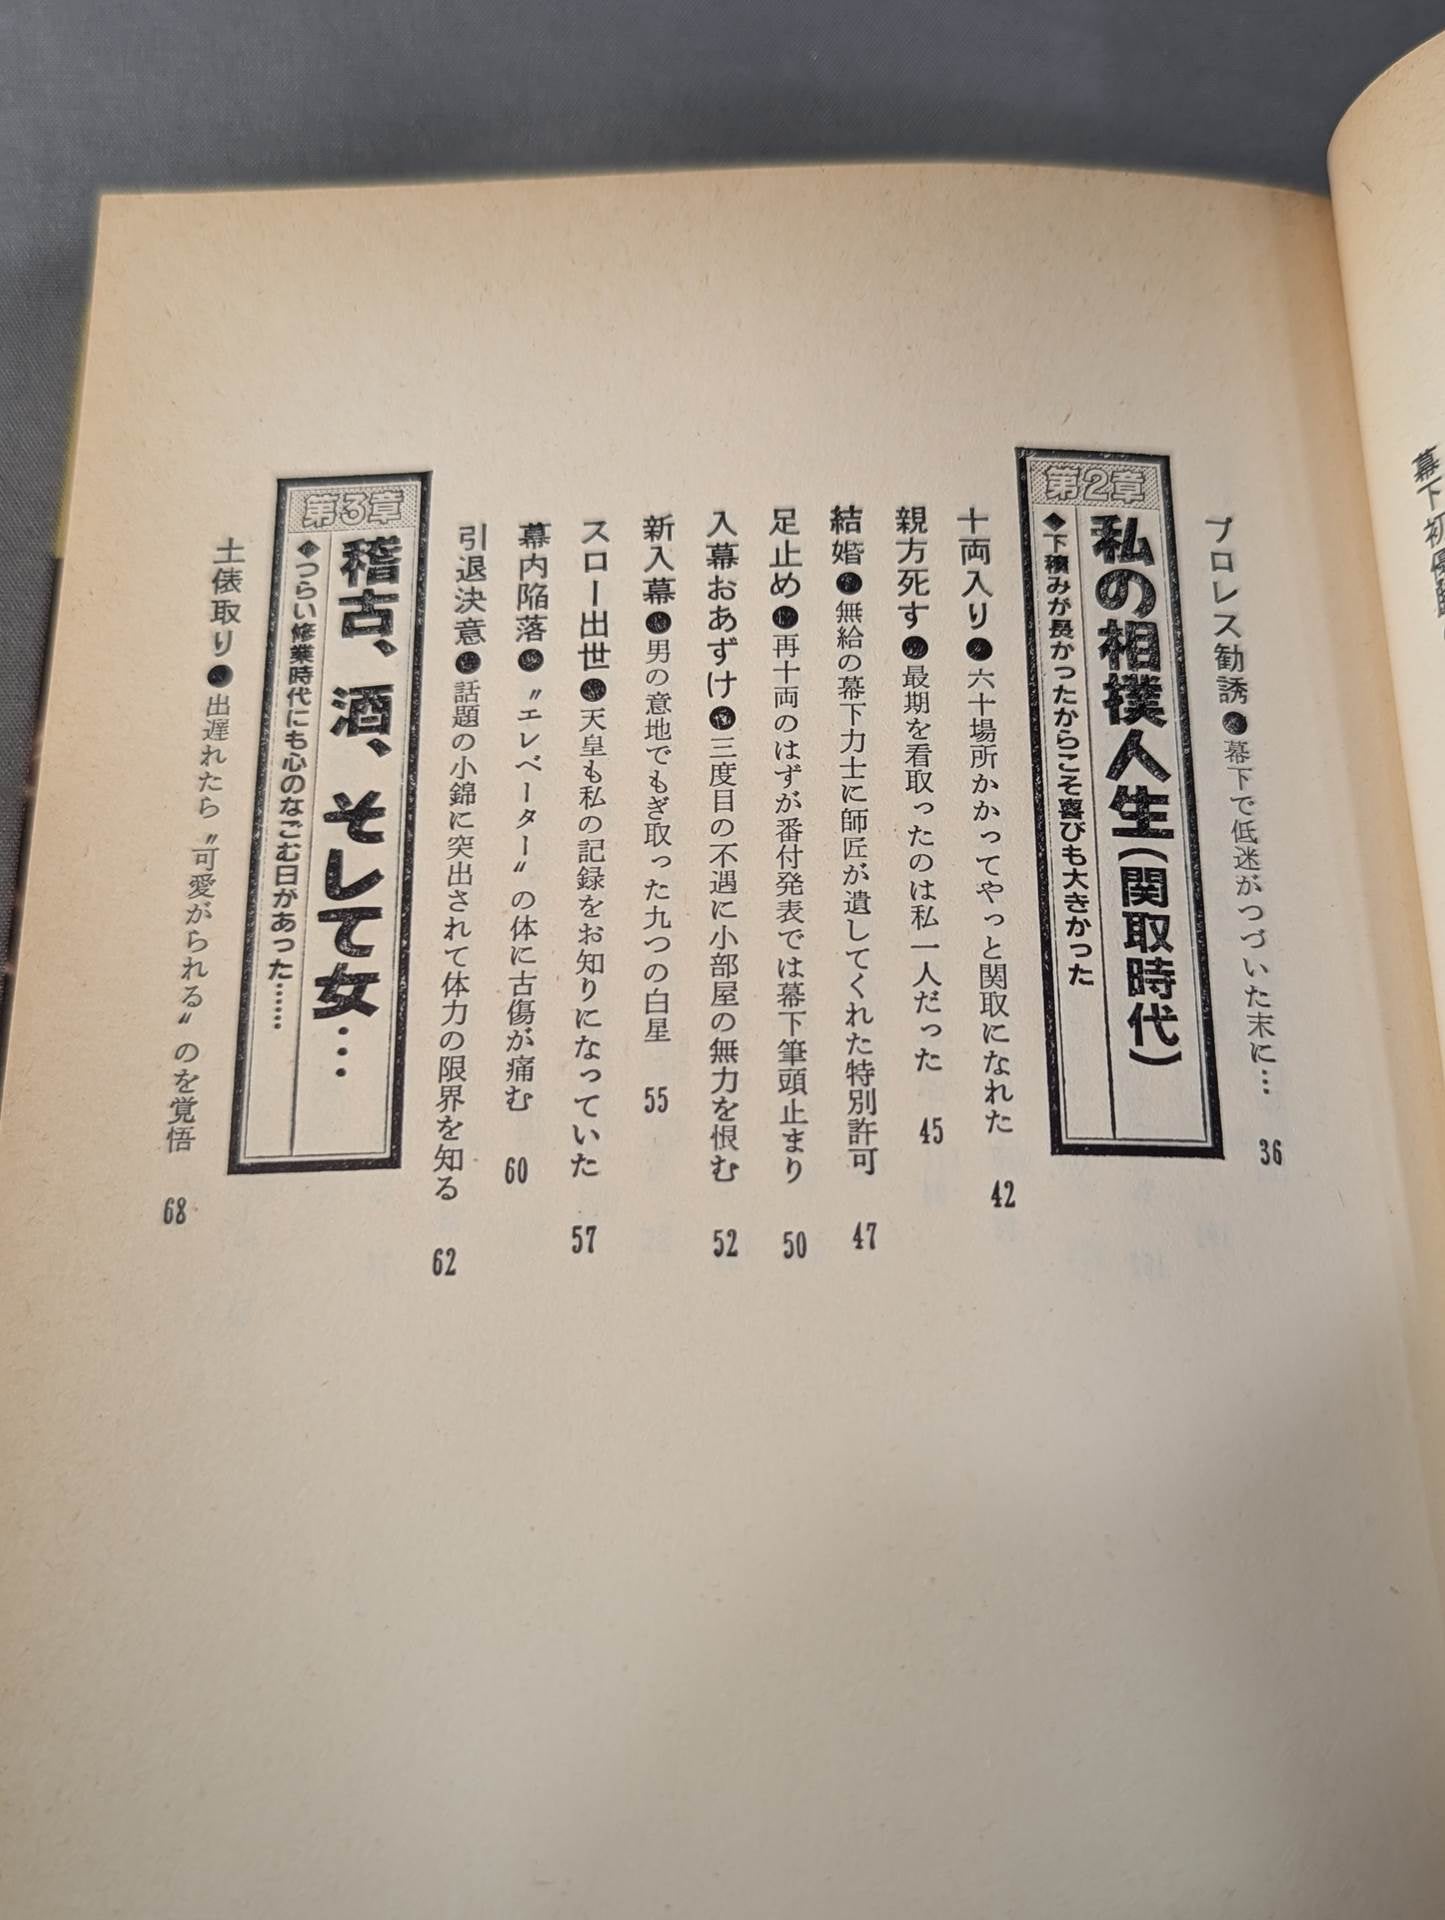 幕下初優勝
プロレス勧誘●幕下で低迷がつづいた末に… 36
第2章
私の相撲人生(関取時代)
◆下積みが長かったからこそ喜びも大きかった
十両入り●六十場所かかってやっと関取になれた 42
親方死す●最期を看取ったのは私一人だった 45
結婚●無給の幕下力士に師匠が遺してくれた特別許可 47
足止め●再十両のはずが番付発表では幕下筆頭止まり 50
入幕おあずけ●三度目の不遇に小部屋の無力を恨む 52
新入幕●男の意地でもぎ取った九つの白星 55
スロー出世●天皇も私の記録をお知りになっていた 57
幕内陥落●〝エレベーター〟の体に古傷が痛む 60
引退決意●話題の小錦に突出されて体力の限界を知る 62
第3章
稽古、酒、そして女…
◆つらい修業時代にも心のなごむ日があった……
土俵取り●出遅れたら〝可愛がられる〟のを覚悟 68